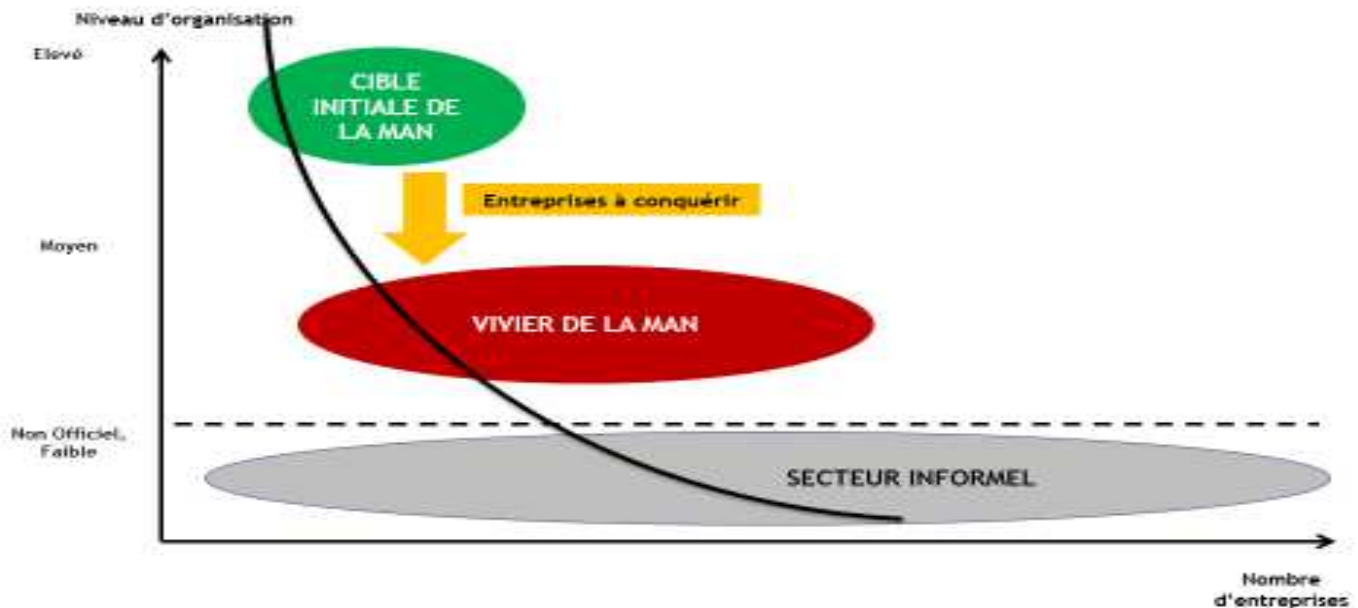 Niveau d'organisation
Elevé
CIBLE
INITIALE DE
LA MAN
Entreprises à conquérir
Moyen
VIVIER DE LA MAN
Non Officiel,
Faible
SECTEUR INFORMEL
Nombre
d'entreprises